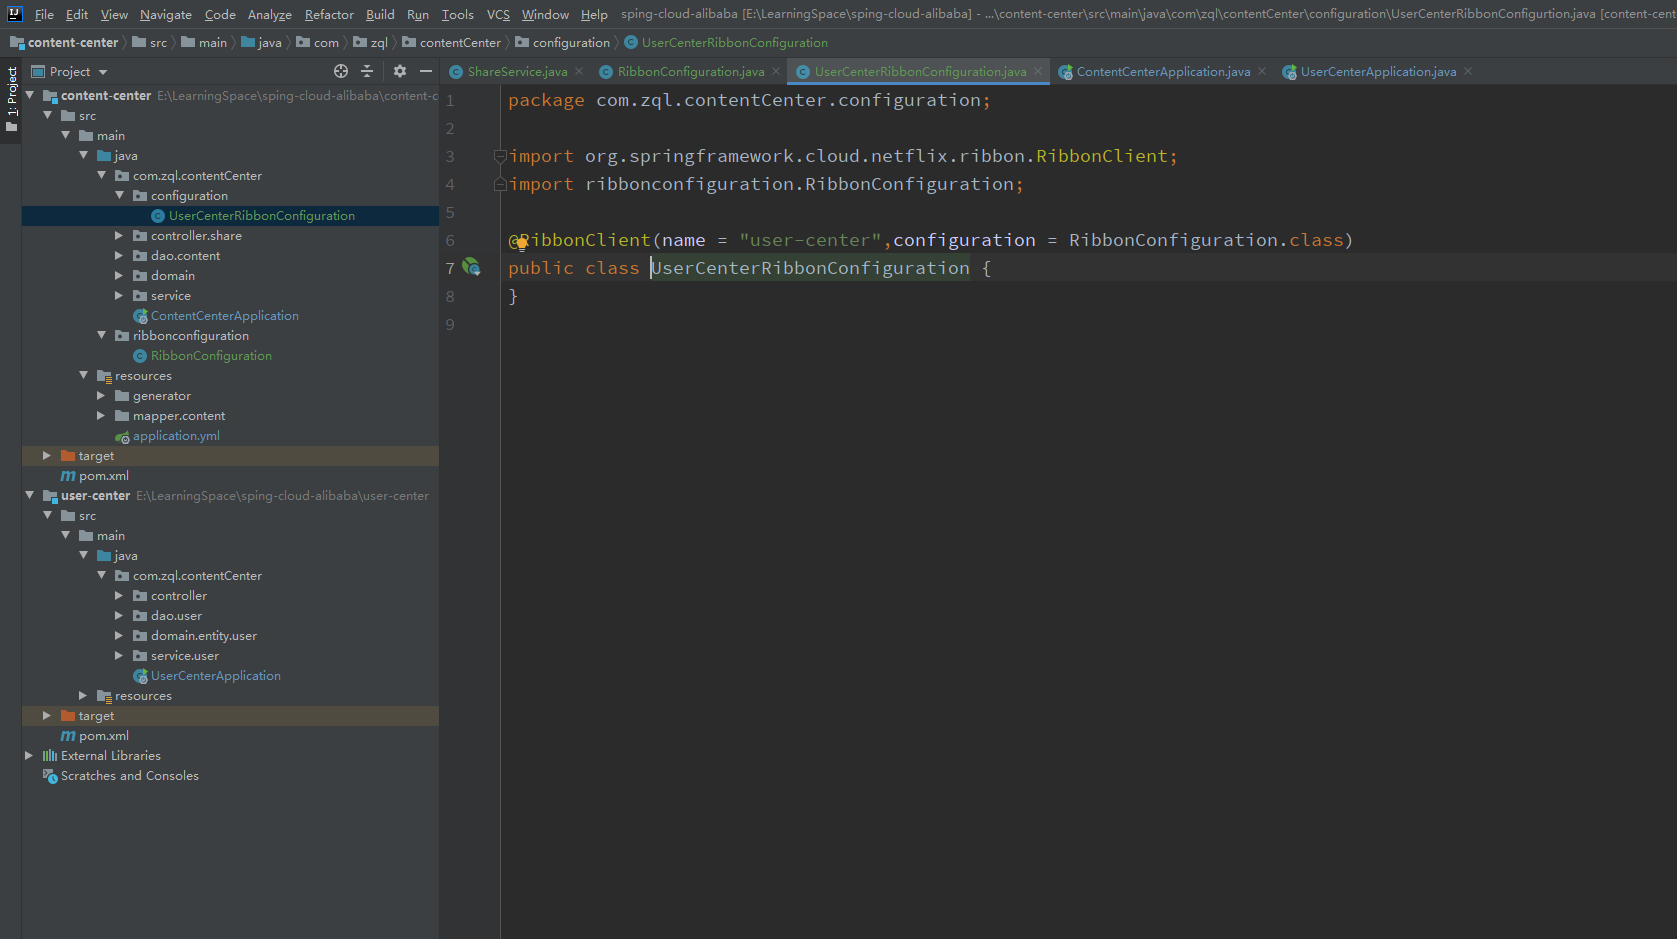 File Edit View Navigate Code Analyze Refactor Build Run Tools VCS Window Help sping-cloud-alibaba [E:\LearningSpace\sping-cloud-alibaba] - ...\content-center\src\main\java\com\zql\contentCenter\configuration\UserCenterRibbonConfigurtion.java [content-cent
content-center src main java com zql contentCenter configuration UserCenterRibbonConfiguration
1: Project
Project
ShareService.java RibbonConfiguration.java UserCenterRibbonConfiguration.java ContentCenterApplication.java UserCenterApplication.java
content-center E:\LearningSpace\sping-cloud-alibaba\content-c
src
main
java
com.zql.contentCenter
configuration
UserCenterRibbonConfiguration
controller.share
dao.content
domain
service
ContentCenterApplication
ribbonconfiguration
RibbonConfiguration
resources
generator
mapper.content
application.yml
target
pom.xml
user-center E:\LearningSpace\sping-cloud-alibaba\user-center
src
main
java
com.zql.contentCenter
controller
dao.user
domain.entity.user
service.user
UserCenterApplication
resources
target
pom.xml
External Libraries
Scratches and Consoles
1 package com.zql.contentCenter.configuration;
2
3 import org.springframework.cloud.netflix.ribbon.RibbonClient;
4 import ribbonconfiguration.RibbonConfiguration;
5
6 @RibbonClient(name = "user-center",configuration = RibbonConfiguration.class)
7 public class UserCenterRibbonConfiguration {
8 }
9